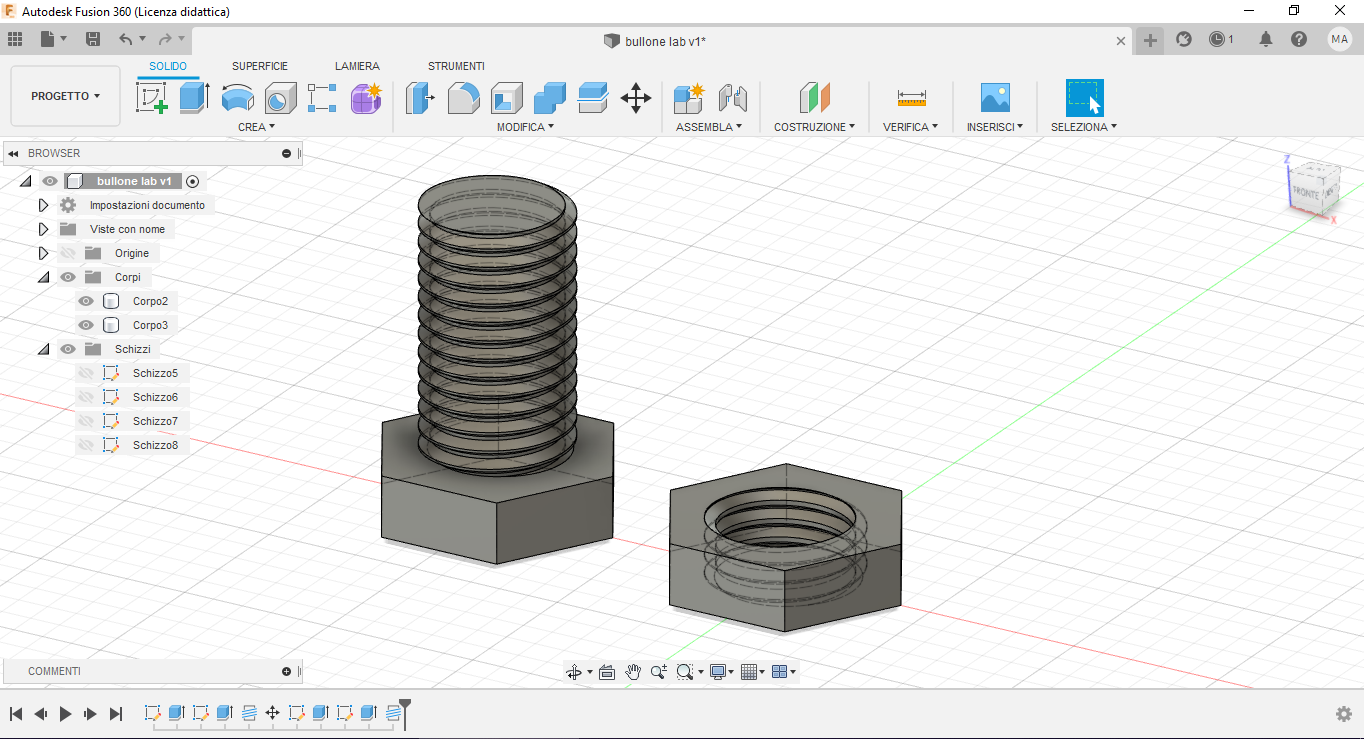 Autodesk Fusion 360 (Licenza didattica)
bullone lab v1*
1
MA
PROGETTO
SOLIDO
SUPERFICIE
LAMIERA
STRUMENTI
CREA
MODIFICA
ASSEMBLA
COSTRUZIONE
VERIFICA
INSERISCI
SELEZIONA
BROWSER
bullone lab v1
Impostazioni documento
Viste con nome
Origine
Corpi
Corpo2
Corpo3
Schizzi
Schizzo5
Schizzo6
Schizzo7
Schizzo8
Z
X
COMMENTI